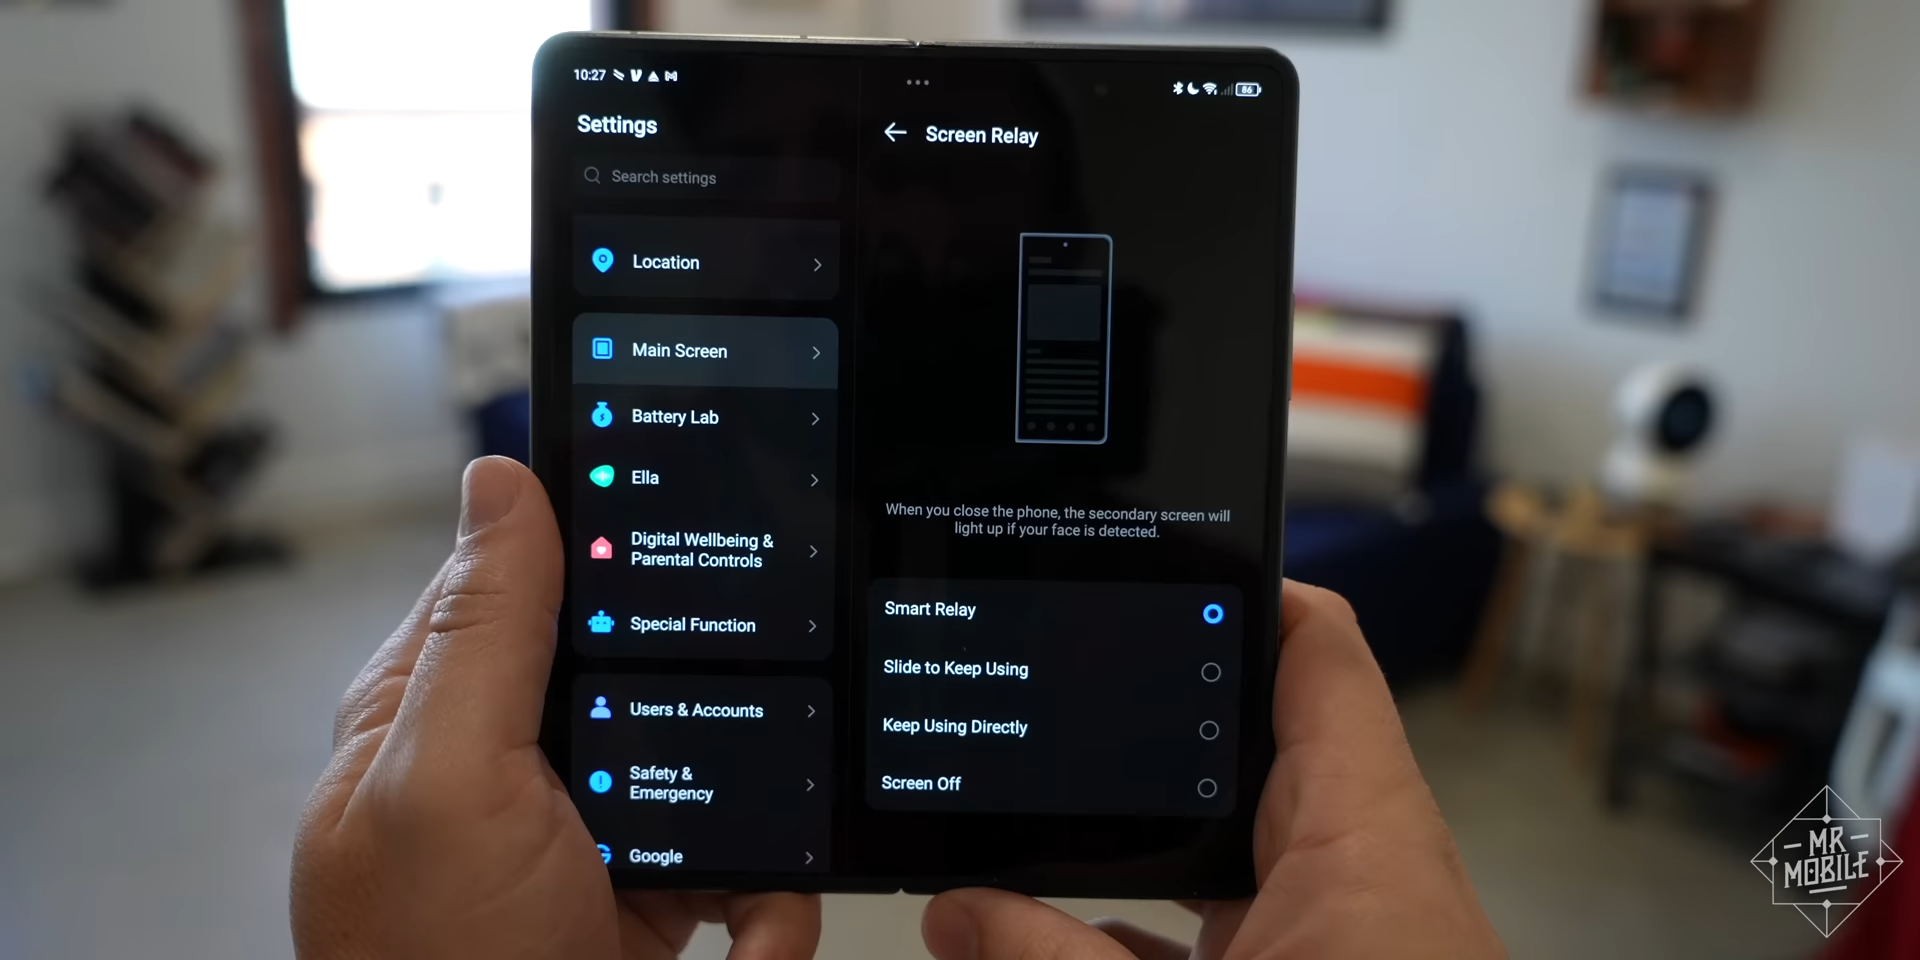 10:27
86
Settings
Search settings
Location
Main Screen
Battery Lab
Ella
Digital Wellbeing &
Parental Controls
Special Function
Users & Accounts
Safety &
Emergency
Google
Screen Relay
When you close the phone, the secondary screen will
light up if your face is detected.
Smart Relay
Slide to Keep Using
Keep Using Directly
Screen Off
MR
MOBILE